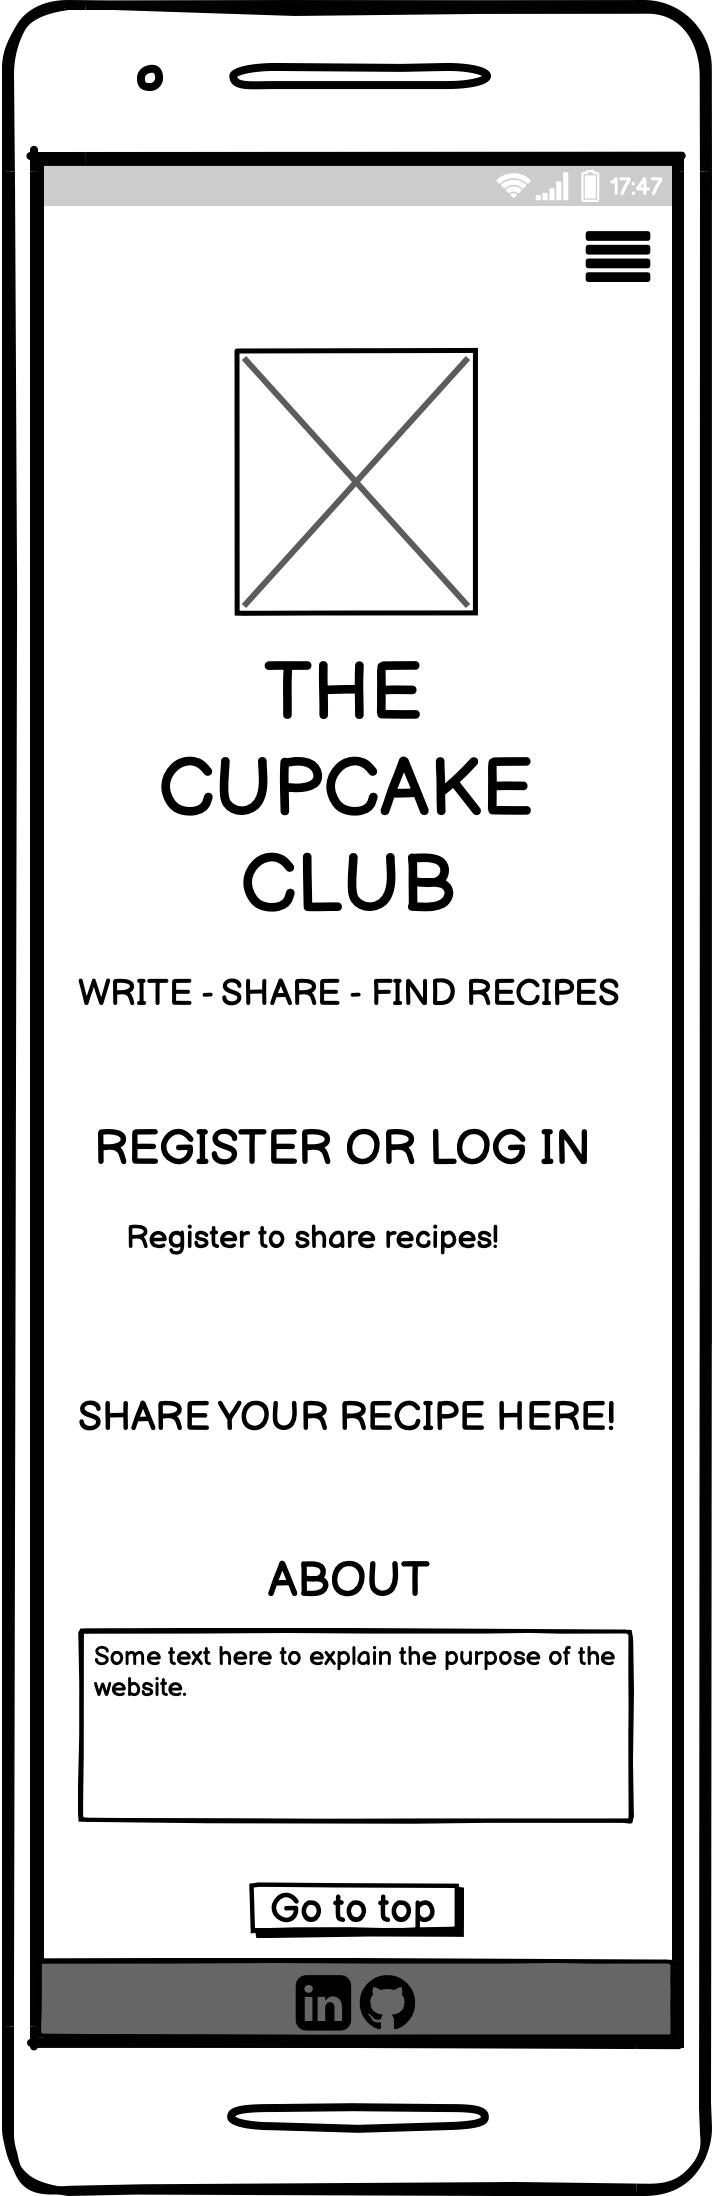 17:47
THE
CUPCAKE
CLUB
WRITE - SHARE - FIND RECIPES
REGISTER OR LOG IN
Register to share recipes!
SHARE YOUR RECIPE HERE!
ABOUT
Some text here to explain the purpose of the
website.
Go to top
in